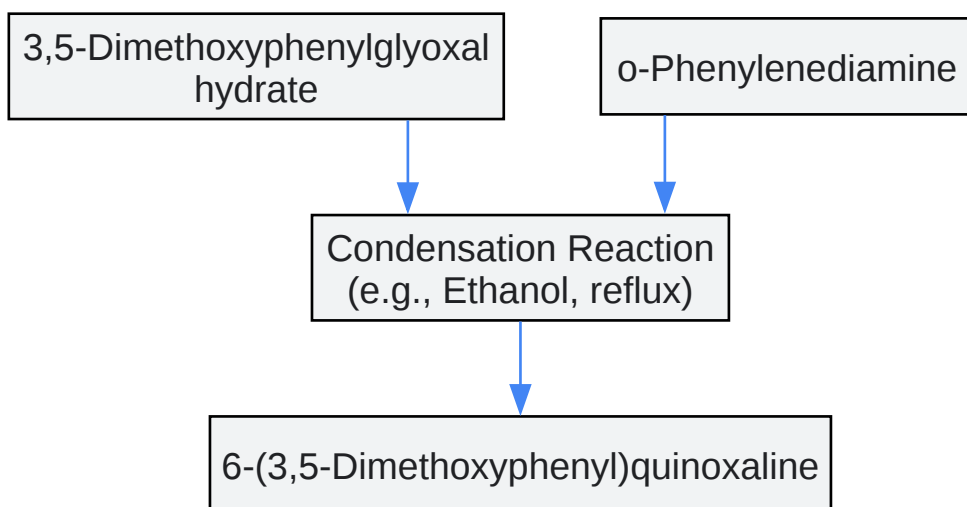 3,5-Dimethoxyphenylglyoxal
hydrate
o-Phenylenediamine
Condensation Reaction
(e.g., Ethanol, reflux)
6-(3,5-Dimethoxyphenyl)quinoxaline